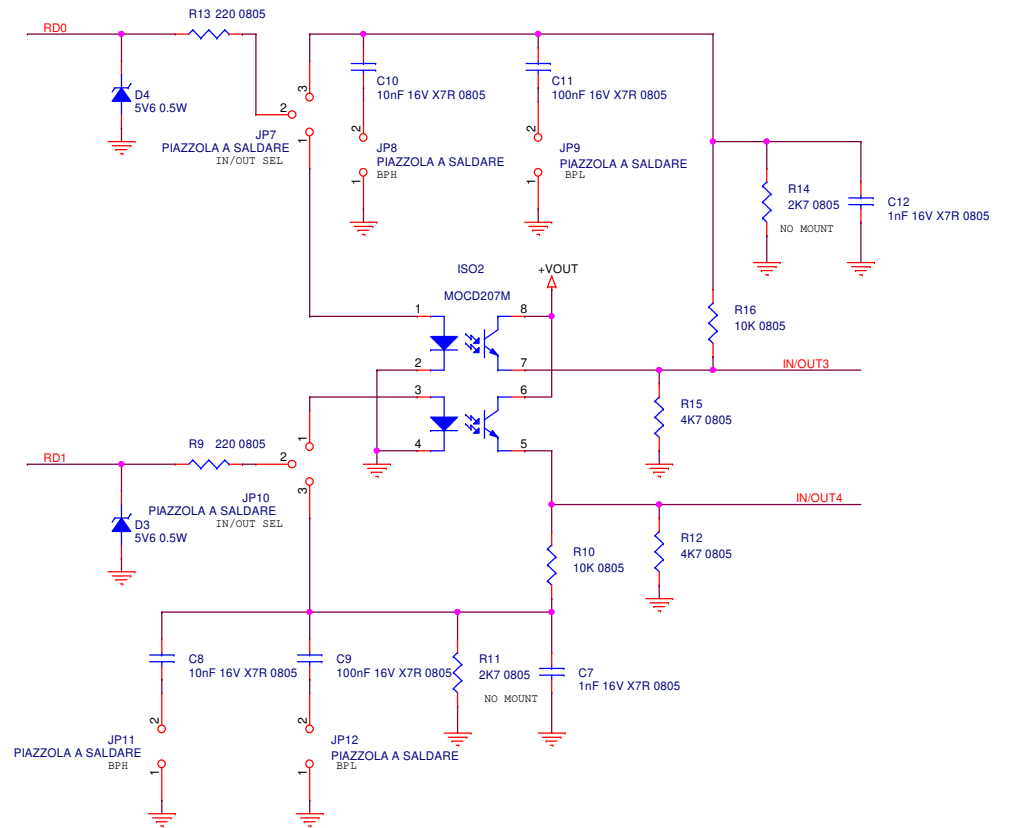 R13 220 0805
RD0
D4
5V6 0.5W
3
2
1
JP7
PIAZZOLA A SALDARE
IN/OUT SEL
C10
10nF 16V X7R 0805
2
1
JP8
PIAZZOLA A SALDARE
BPH
C11
100nF 16V X7R 0805
2
1
JP9
PIAZZOLA A SALDARE
BPL
R14
2K7 0805
NO MOUNT
C12
1nF 16V X7R 0805
ISO2
+VOUT
MOCD207M
1
8
2
7
3
6
4
5
R16
10K 0805
IN/OUT3
R15
4K7 0805
RD1
R9 220 0805
1
2
3
D3
5V6 0.5W
JP10
PIAZZOLA A SALDARE
IN/OUT SEL
IN/OUT4
R10
10K 0805
R12
4K7 0805
C8
10nF 16V X7R 0805
C9
100nF 16V X7R 0805
R11
2K7 0805
NO MOUNT
C7
1nF 16V X7R 0805
2
1
JP11
PIAZZOLA A SALDARE
BPH
2
1
JP12
PIAZZOLA A SALDARE
BPL